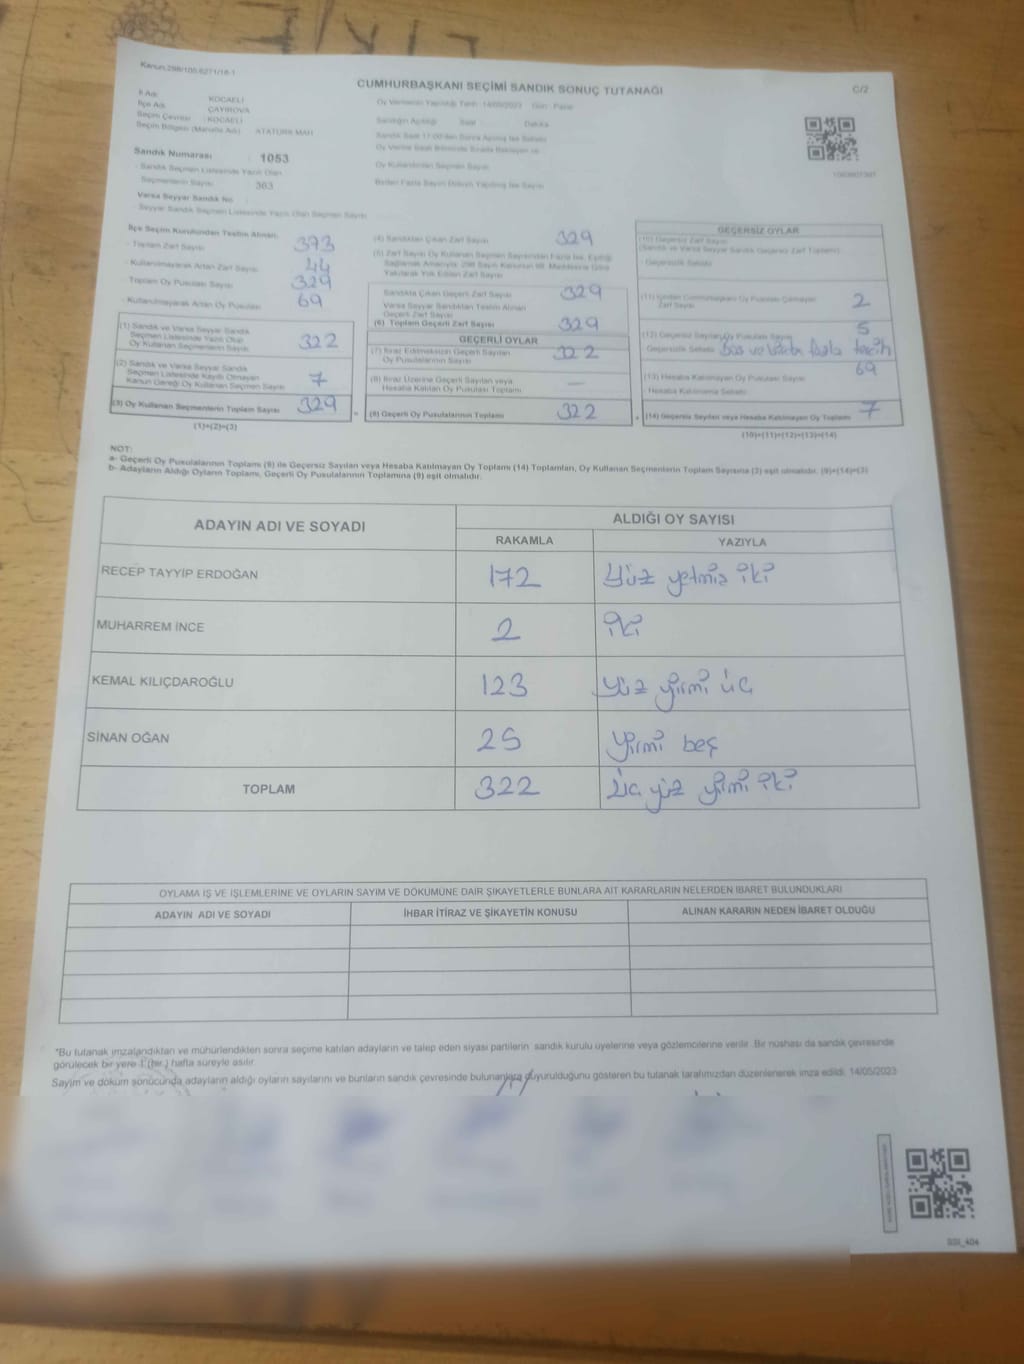 Kanun:298/105,6271/18-1
CUMHURBAŞKANI SEÇİMİ SANDIK SONUÇ TUTANAĞI
C/2
İl Adı: KOCAELİ
İlçe Adı: ÇAYIROVA
Seçim Çevresi: KOCAELİ
Seçim Bölgesi (Mahalle Adı) ATATÜRK MAH
Sandık Numarası 1053
Sandık Seçmen Listesinde Yazılı Olan
Seçmenlerin Sayısı 363
Varsa Seyyar Sandık No
Seyyar Sandık Seçmen Listesinde Yazılı Olan Seçmen Sayısı
Oy Vermenin Yapıldığı Tarih 14/05/2023 Gün Pazar
Sandığın Açıldığı Saat Dakika
İlçe Seçim Kurulundan Teslim Alınan:
- Toplam Zarf Sayısı 373
- Kullanılmayarak Artan Zarf Sayısı 44
Toplam Oy Pusulası Sayısı 329
- Kullanılmayarak Artan Oy Pusulası 69
(1) Sandık ve Varsa Seyyar Sandık
Seçmen Listesinde Yazılı Olup
Oy Kullanan Seçmenlerin Sayısı 322
(2) Sandık ve Varsa Seyyar Sandık
Seçmen Listesinde Kayıtlı Olmayan
Kanun Gereği Oy Kullanan Seçmen Sayısı 7
(3) Oy Kullanan Seçmenlerin Toplam Sayısı 329
(1)+(2)=(3)
(4) Sandıktan Çıkan Zarf Sayısı 329
(5) Zarf Sayısı Oy Kullanan Seçmen Sayısından Fazla İse, Eşitliği
Sağlamak Amacıyla 298 Sayılı Kanunun 98. Maddesine Göre
Yakılarak Yok Edilen Zarf Sayısı
Sandıkta Çıkan Geçerli Zarf Sayısı 329
Varsa Seyyar Sandıktan Teslim Alınan
Geçerli Zarf Sayısı
(6) Toplam Geçerli Zarf Sayısı 329
GEÇERLİ OYLAR
(7) İtiraz Edilmeksizin Geçerli Sayılan
Oy Pusulalarının Sayısı 322
(8) İtiraz Üzerine Geçerli Sayılan veya
Hesaba Katılan Oy Pusulası Toplamı —
(9) Geçerli Oy Pusulalarının Toplamı 322
GEÇERSİZ OYLAR
(10) Geçersiz Zarf Sayısı
(Sandık ve Varsa Seyyar Sandık Geçersiz Zarf Toplamı)
- Geçersizlik Sebebi
(11) İçinden Cumhurbaşkanı Oy Pusulası Çıkmayan
Zarf Sayısı 2
(12) Geçersiz Sayılan Oy Pusulası Sayısı 5
Geçersizlik Sebebi Boş ve fazla tercih
69
(13) Hesaba Katılmayan Oy Pusulası Sayısı
- Hesaba Katılmama Sebebi
(14) Geçersiz Sayılan veya Hesaba Katılmayan Oy Toplamı 7
(10)+(11)+(12)+(13)=(14)
NOT:
a- Geçerli Oy Pusulalarının Toplamı (9) ile Geçersiz Sayılan veya Hesaba Katılmayan Oy Toplamı (14) Toplamları, Oy Kullanan Seçmenlerin Toplam Sayısına (3) eşit olmalıdır. (9)+(14)=(3)
b- Adayların Aldığı Oyların Toplamı, Geçerli Oy Pusulalarının Toplamına (9) eşit olmalıdır.
ADAYIN ADI VE SOYADI
ALDIĞI OY SAYISI
RAKAMLA YAZIYLA
RECEP TAYYİP ERDOĞAN 172 Yüz yetmiş iki
MUHARREM İNCE 2 iki
KEMAL KILIÇDAROĞLU 123 yüz yirmi üç
SİNAN OĞAN 25 yirmi beş
TOPLAM 322 üç yüz yirmi iki
OYLAMA İŞ VE İŞLEMLERİNE VE OYLARIN SAYIM VE DÖKÜMÜNE DAİR ŞİKAYETLERLE BUNLARA AİT KARARLARIN NELERDEN İBARET BULUNDUKLARI
ADAYIN ADI VE SOYADI İHBAR İTİRAZ VE ŞİKAYETİN KONUSU ALINAN KARARIN NEDEN İBARET OLDUĞU
*Bu tutanak imzalandıktan ve mühürlendikten sonra seçime katılan adayların ve talep eden siyasi partilerin sandık kurulu üyelerine veya gözlemcilerine verilir. Bir nüshası da sandık çevresinde
görülecek bir yere 1 (bir) hafta süreyle asılır.
Sayım ve döküm sonucunda adayların aldığı oyların sayılarını ve bunların sandık çevresinde bulunanlara duyurulduğunu gösteren bu tutanak tarafımızdan düzenlenerek imza edildi. 14/05/2023